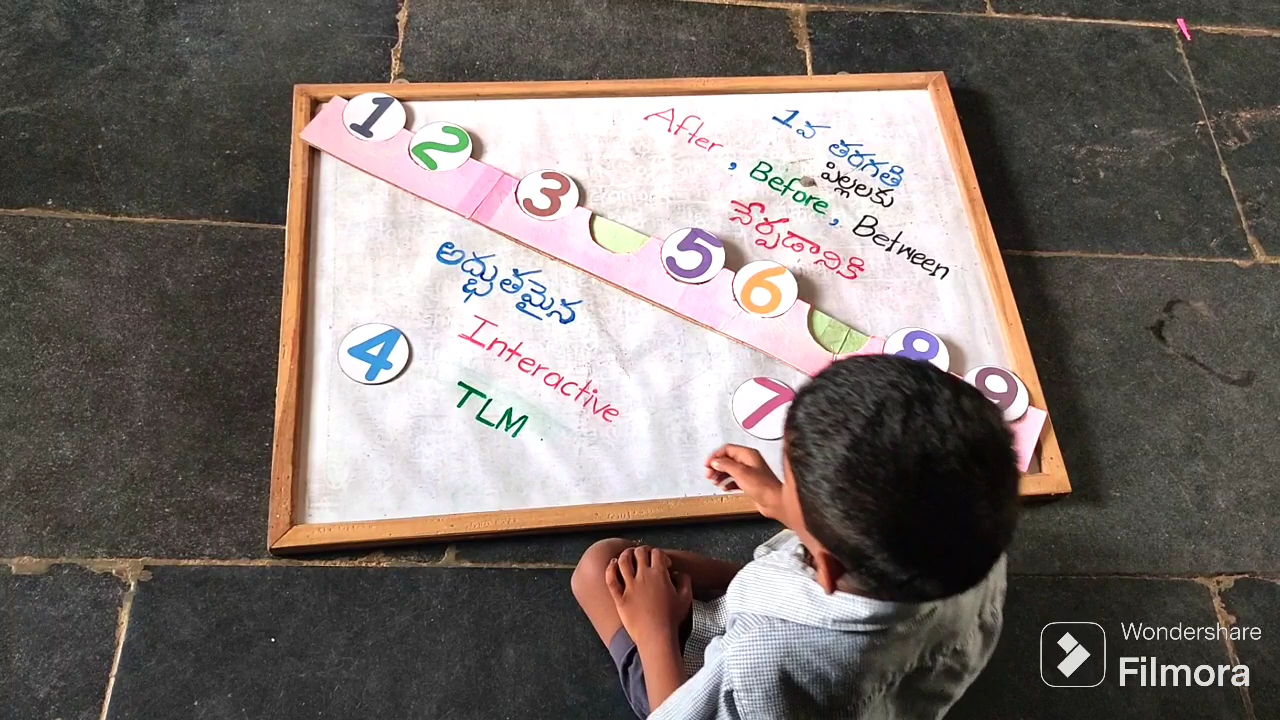 1 2 3 5 6 8 9
4
7
1వ తరగతి
పిల్లలకు
After, Before, Between
నేర్పడానికి
అద్భుతమైన
Interactive
TLM
Wondershare
Filmora